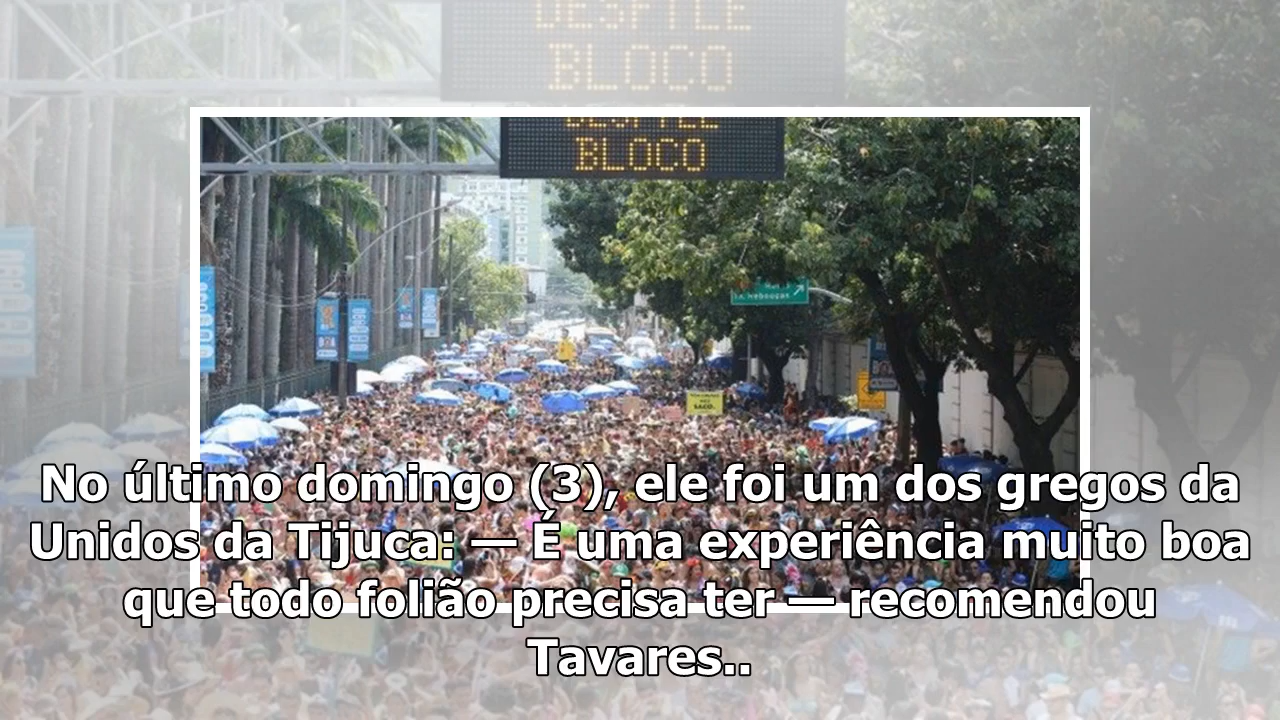 DESFILE
BLOCO
BLOCO
No último domingo (3), ele foi um dos gregos da
Unidos da Tijuca: — É uma experiência muito boa
que todo folião precisa ter — recomendou
Tavares..